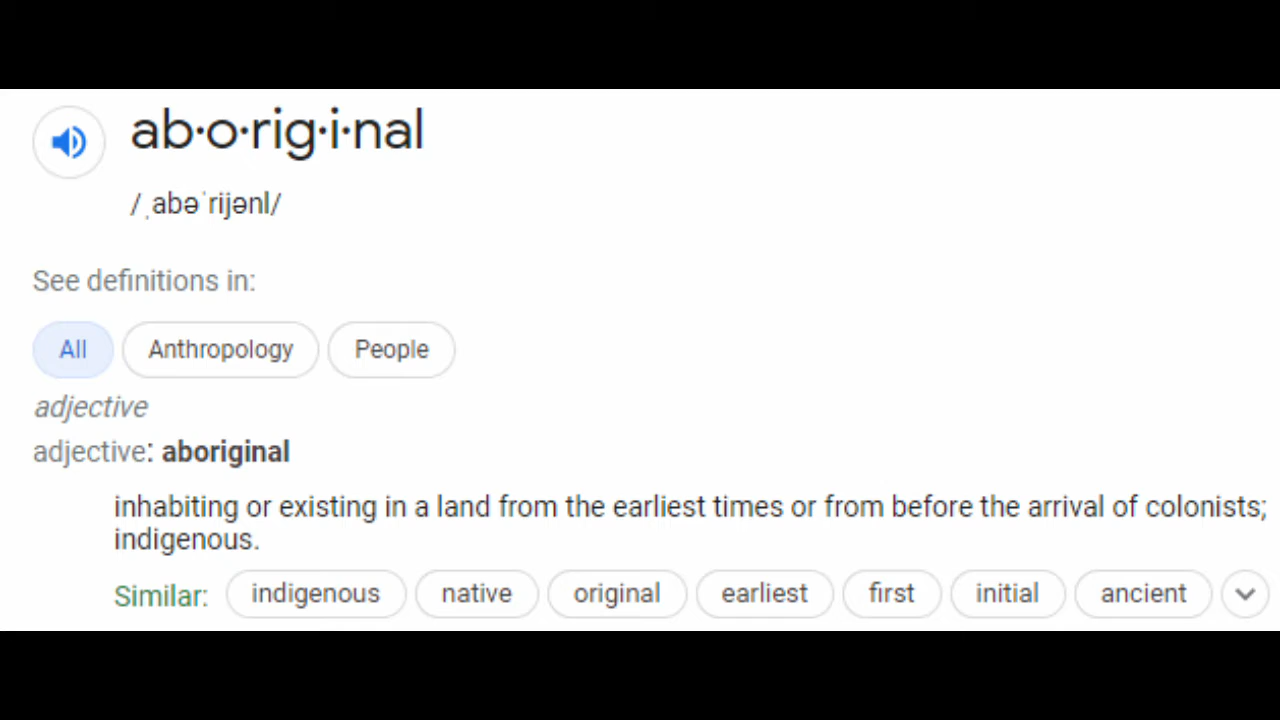 ab·o·rig·i·nal
/ˌabəˈrijənl/
See definitions in:
All Anthropology People
adjective
adjective: aboriginal
inhabiting or existing in a land from the earliest times or from before the arrival of colonists;
indigenous.
Similar: indigenous native original earliest first initial ancient